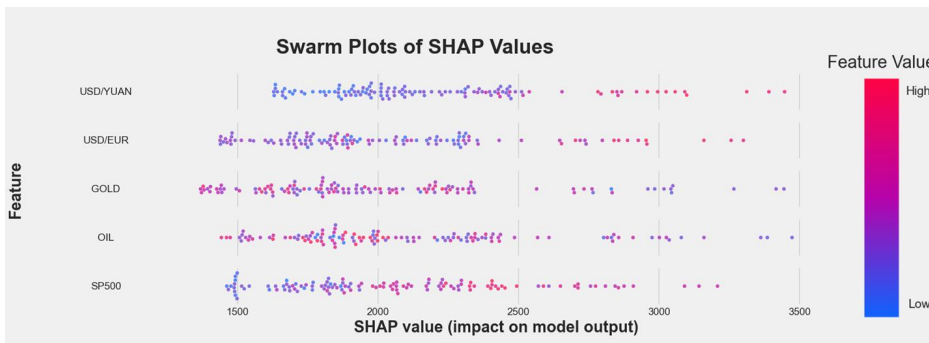 Swarm Plots of SHAP Values
Feature Value
High
USD/YUAN
USD/EUR
GOLD
OIL
SP500
Feature
Low
1500
2000
2500
3000
3500
SHAP value (impact on model output)